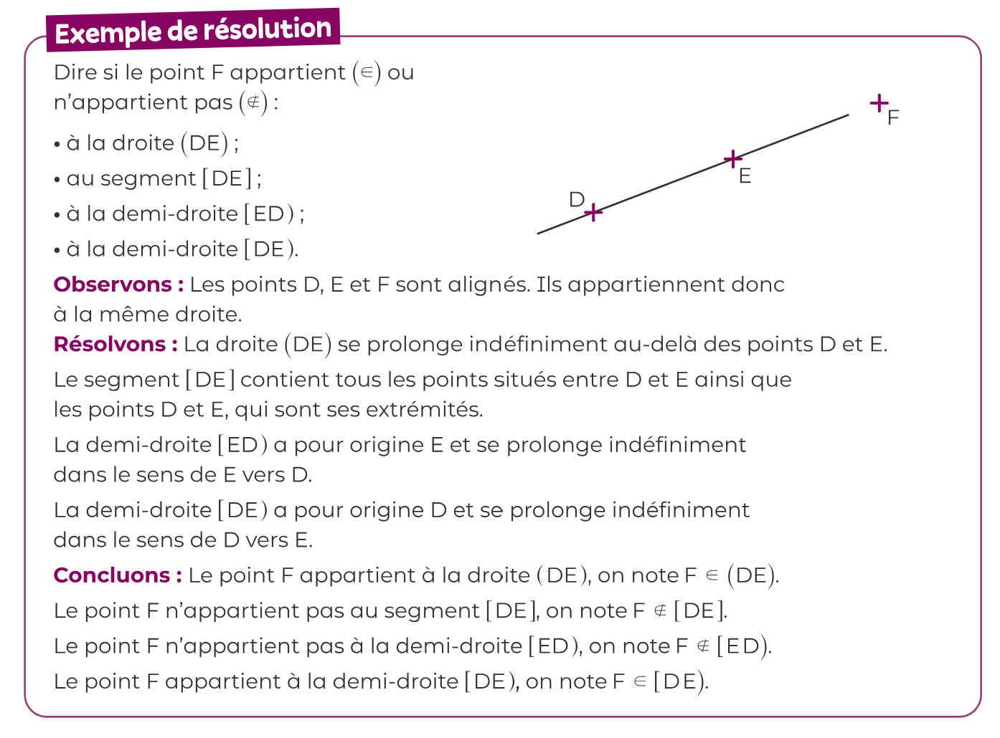 Exemple de résolution
Dire si le point F appartient (∈) ou
n’appartient pas (∉) :
• à la droite (DE) ;
• au segment [DE] ;
• à la demi-droite [ED) ;
• à la demi-droite [DE).
D
E
F
Observons : Les points D, E et F sont alignés. Ils appartiennent donc
à la même droite.
Résolvons : La droite (DE) se prolonge indéfiniment au-delà des points D et E.
Le segment [DE] contient tous les points situés entre D et E ainsi que
les points D et E, qui sont ses extrémités.
La demi-droite [ED) a pour origine E et se prolonge indéfiniment
dans le sens de E vers D.
La demi-droite [DE) a pour origine D et se prolonge indéfiniment
dans le sens de D vers E.
Concluons : Le point F appartient à la droite (DE), on note F ∈ (DE).
Le point F n’appartient pas au segment [DE], on note F ∉ [DE].
Le point F n’appartient pas à la demi-droite [ED), on note F ∉ [ED).
Le point F appartient à la demi-droite [DE), on note F ∈ [DE).